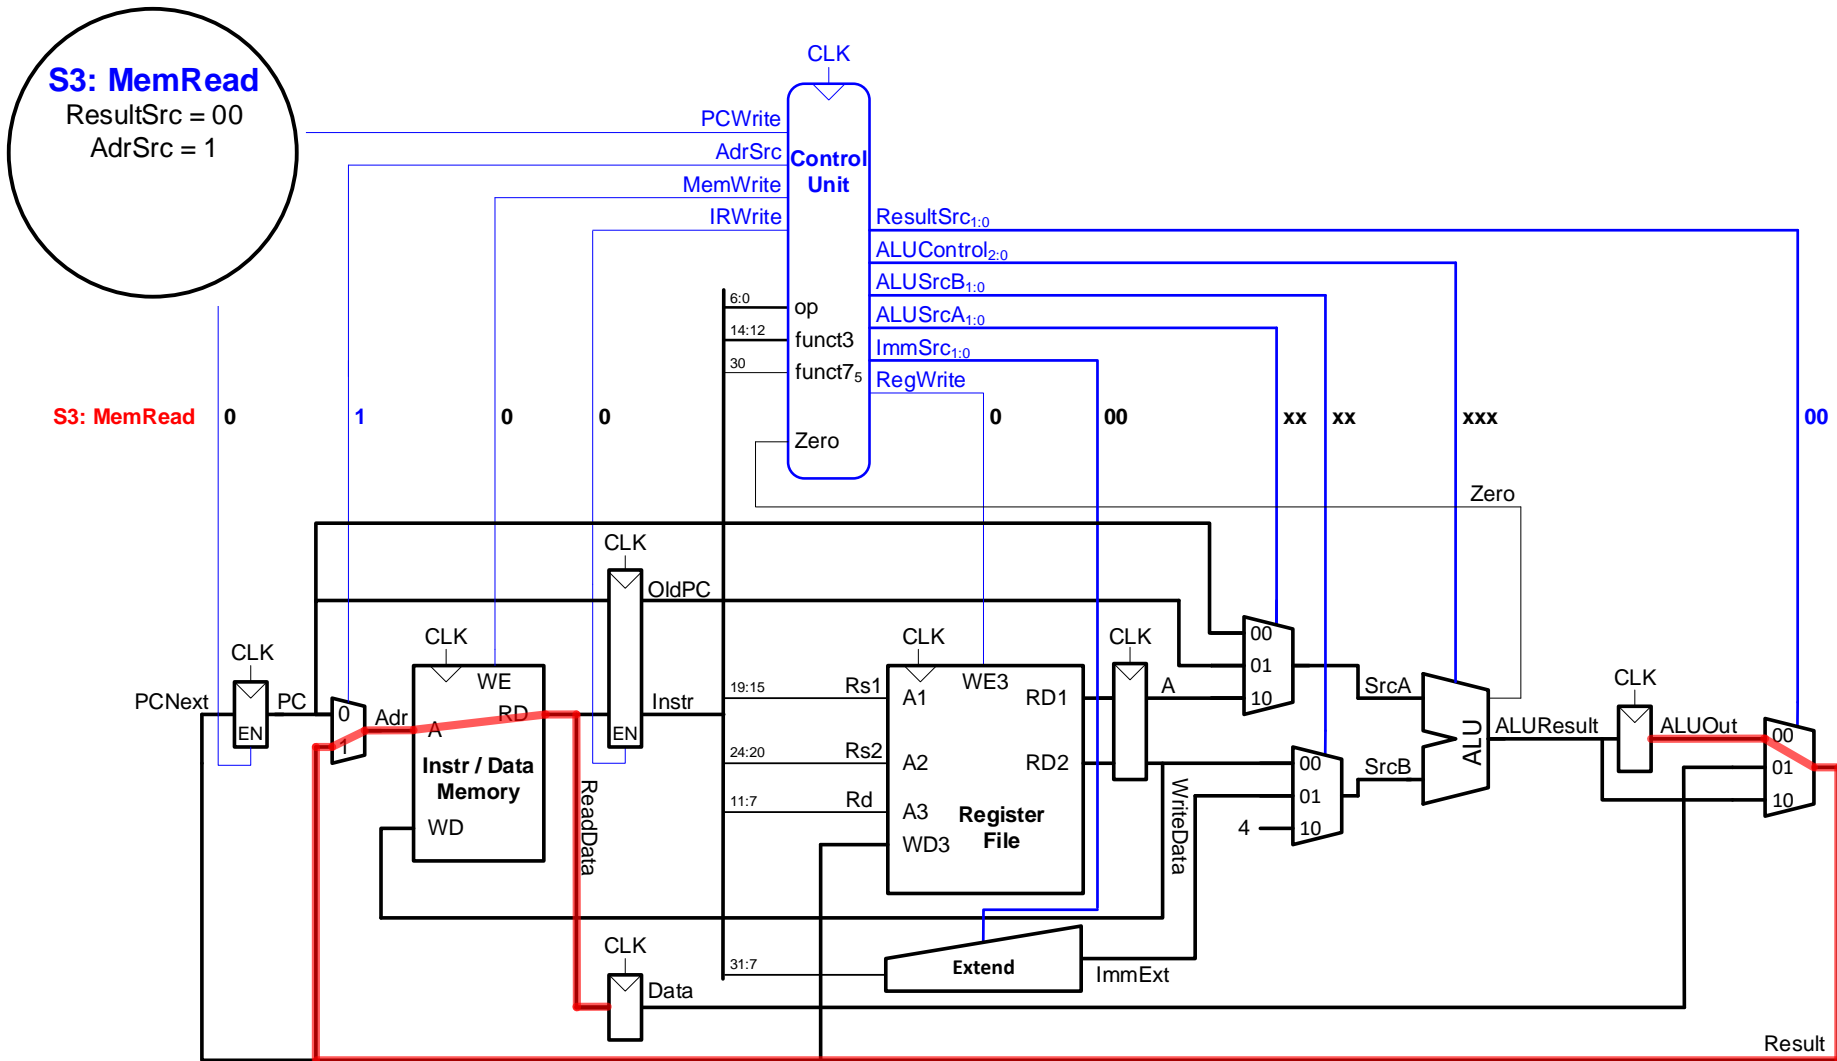 S3: MemRead
ResultSrc = 00
AdrSrc = 1
CLK
PCWrite
AdrSrc
MemWrite
IRWrite
Control
Unit
ResultSrc1:0
ALUControl2:0
ALUSrcB1:0
ALUSrcA1:0
ImmSrc1:0
RegWrite
6:0
op
14:12
funct3
30
funct75
Zero
S3: MemRead
0
1
0
0
0
00
xx
xx
xxx
00
Zero
CLK
OldPC
CLK
PCNext
EN
PC
0
1
Adr
CLK
WE
A
RD
Instr / Data
Memory
WD
EN
Instr
ReadData
19:15
Rs1
24:20
Rs2
11:7
Rd
CLK
WE3
A1
RD1
A2
RD2
A3
WD3
Register
File
CLK
A
WriteData
00
01
10
SrcA
00
01
4
10
SrcB
ALU
ALUResult
CLK
ALUOut
00
01
10
31:7
Extend
ImmExt
CLK
Data
Result